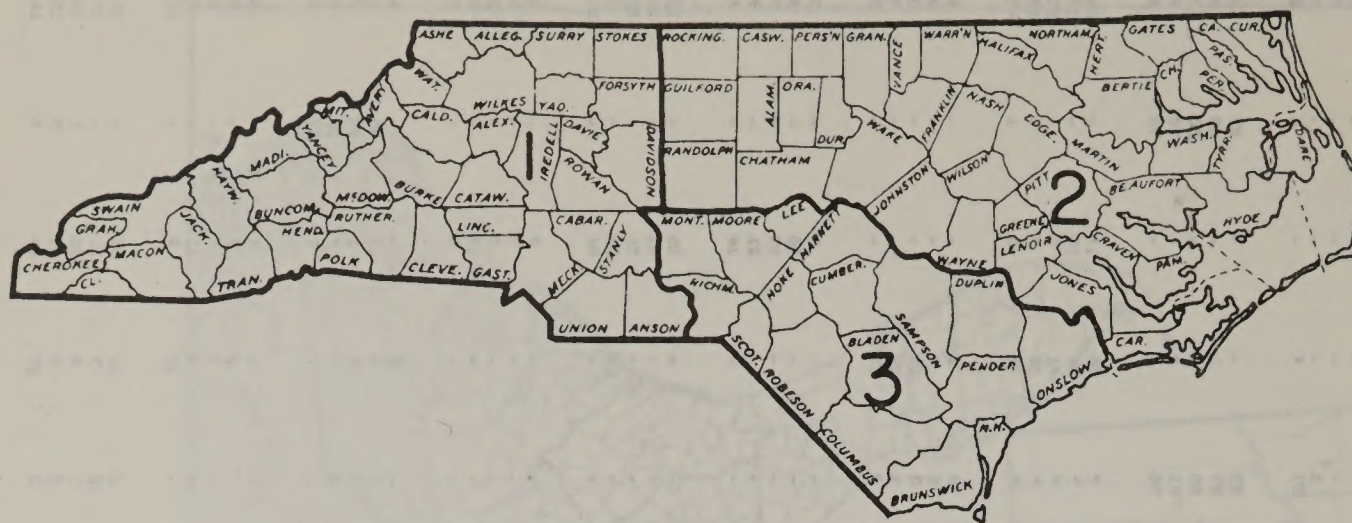 ASHE ALLEG. SURRY STOKES ROCKING. CASW. PERS'N GRAN. VANCE WARR'N HALIFAX NORTHAM. HERT. GATES CA. CUR.
PAS. PER. CH.
MIT. AVERY WAT. WILKES YAD. FORSYTH GUILFORD ALAM. ORA. DUR. FRANKLIN NASH BERTIE
YANCEY CALD. ALEX. IREDELL DAVIE DAVIDSON RANDOLPH CHATHAM WAKE EDGE. MARTIN WASH. TYRR. DARE
MADI. HAYW. BUNCOM. McDOW. BURKE CATAW. 1 ROWAN JOHNSTON WILSON PITT 2 BEAUFORT HYDE
SWAIN GRAH. JACK. HEND. RUTHER. LINC. CABAR. STANLY MONT. MOORE LEE HARNETT WAYNE GREENE LENOIR CRAVEN PAM.
CHEROKEE MACON CL. TRAN. POLK CLEVE. GAST. MECK. RICHM. HOKE CUMBER. SAMPSON DUPLIN JONES
UNION ANSON SCOT. ROBESON BLADEN 3 PENDER ONSLOW CAR.
COLUMBUS N.H.
BRUNSWICK